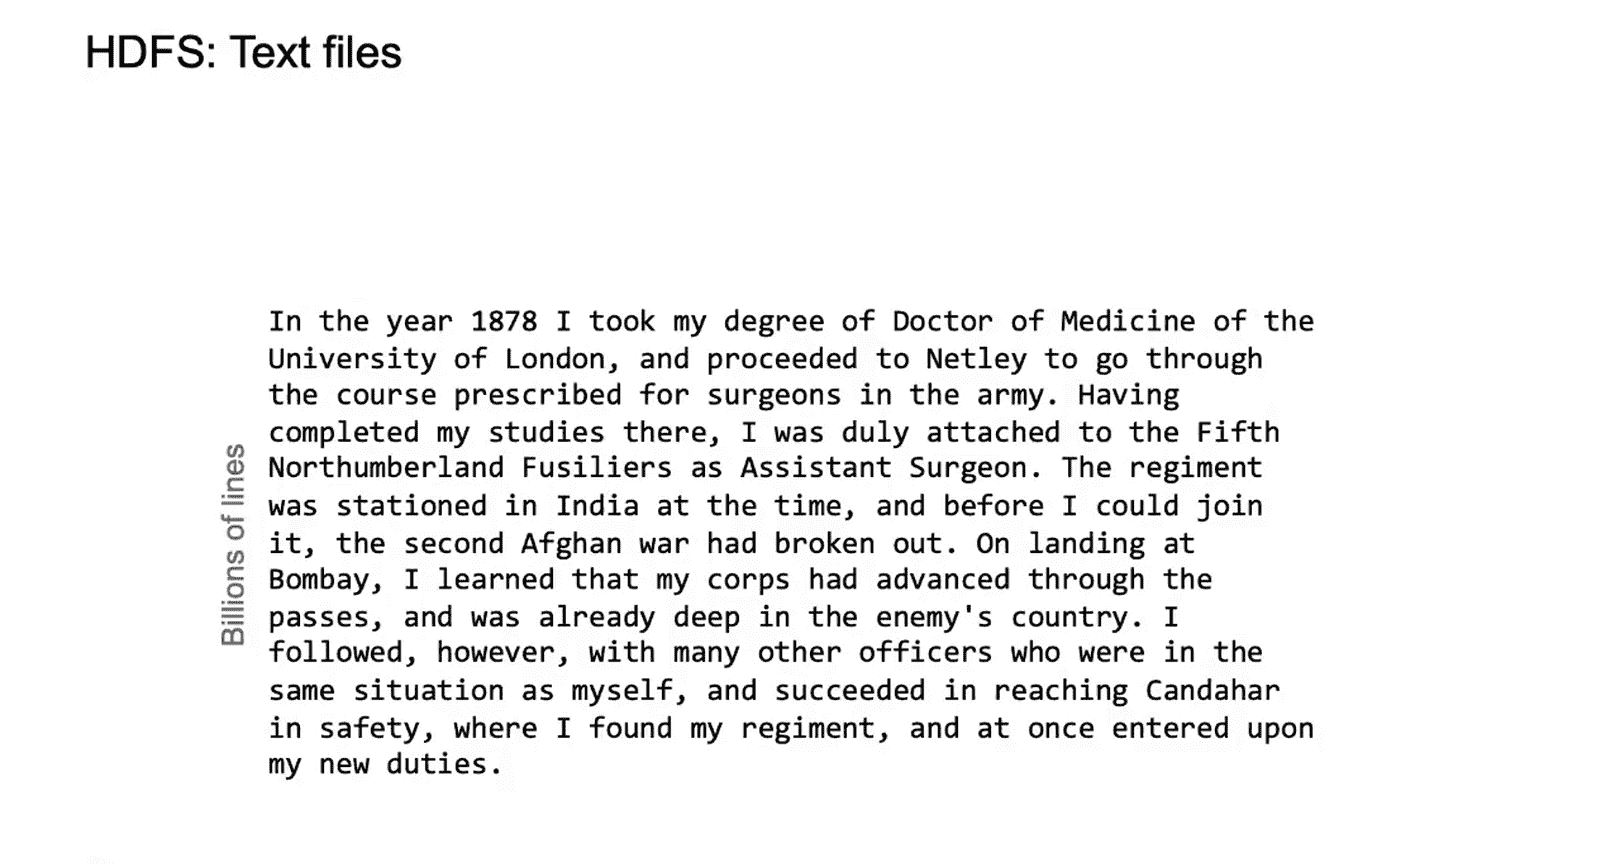 HDFS: Text files
Billions of lines
In the year 1878 I took my degree of Doctor of Medicine of the
University of London, and proceeded to Netley to go through
the course prescribed for surgeons in the army. Having
completed my studies there, I was duly attached to the Fifth
Northumberland Fusiliers as Assistant Surgeon. The regiment
was stationed in India at the time, and before I could join
it, the second Afghan war had broken out. On landing at
Bombay, I learned that my corps had advanced through the
passes, and was already deep in the enemy's country. I
followed, however, with many other officers who were in the
same situation as myself, and succeeded in reaching Candahar
in safety, where I found my regiment, and at once entered upon
my new duties.